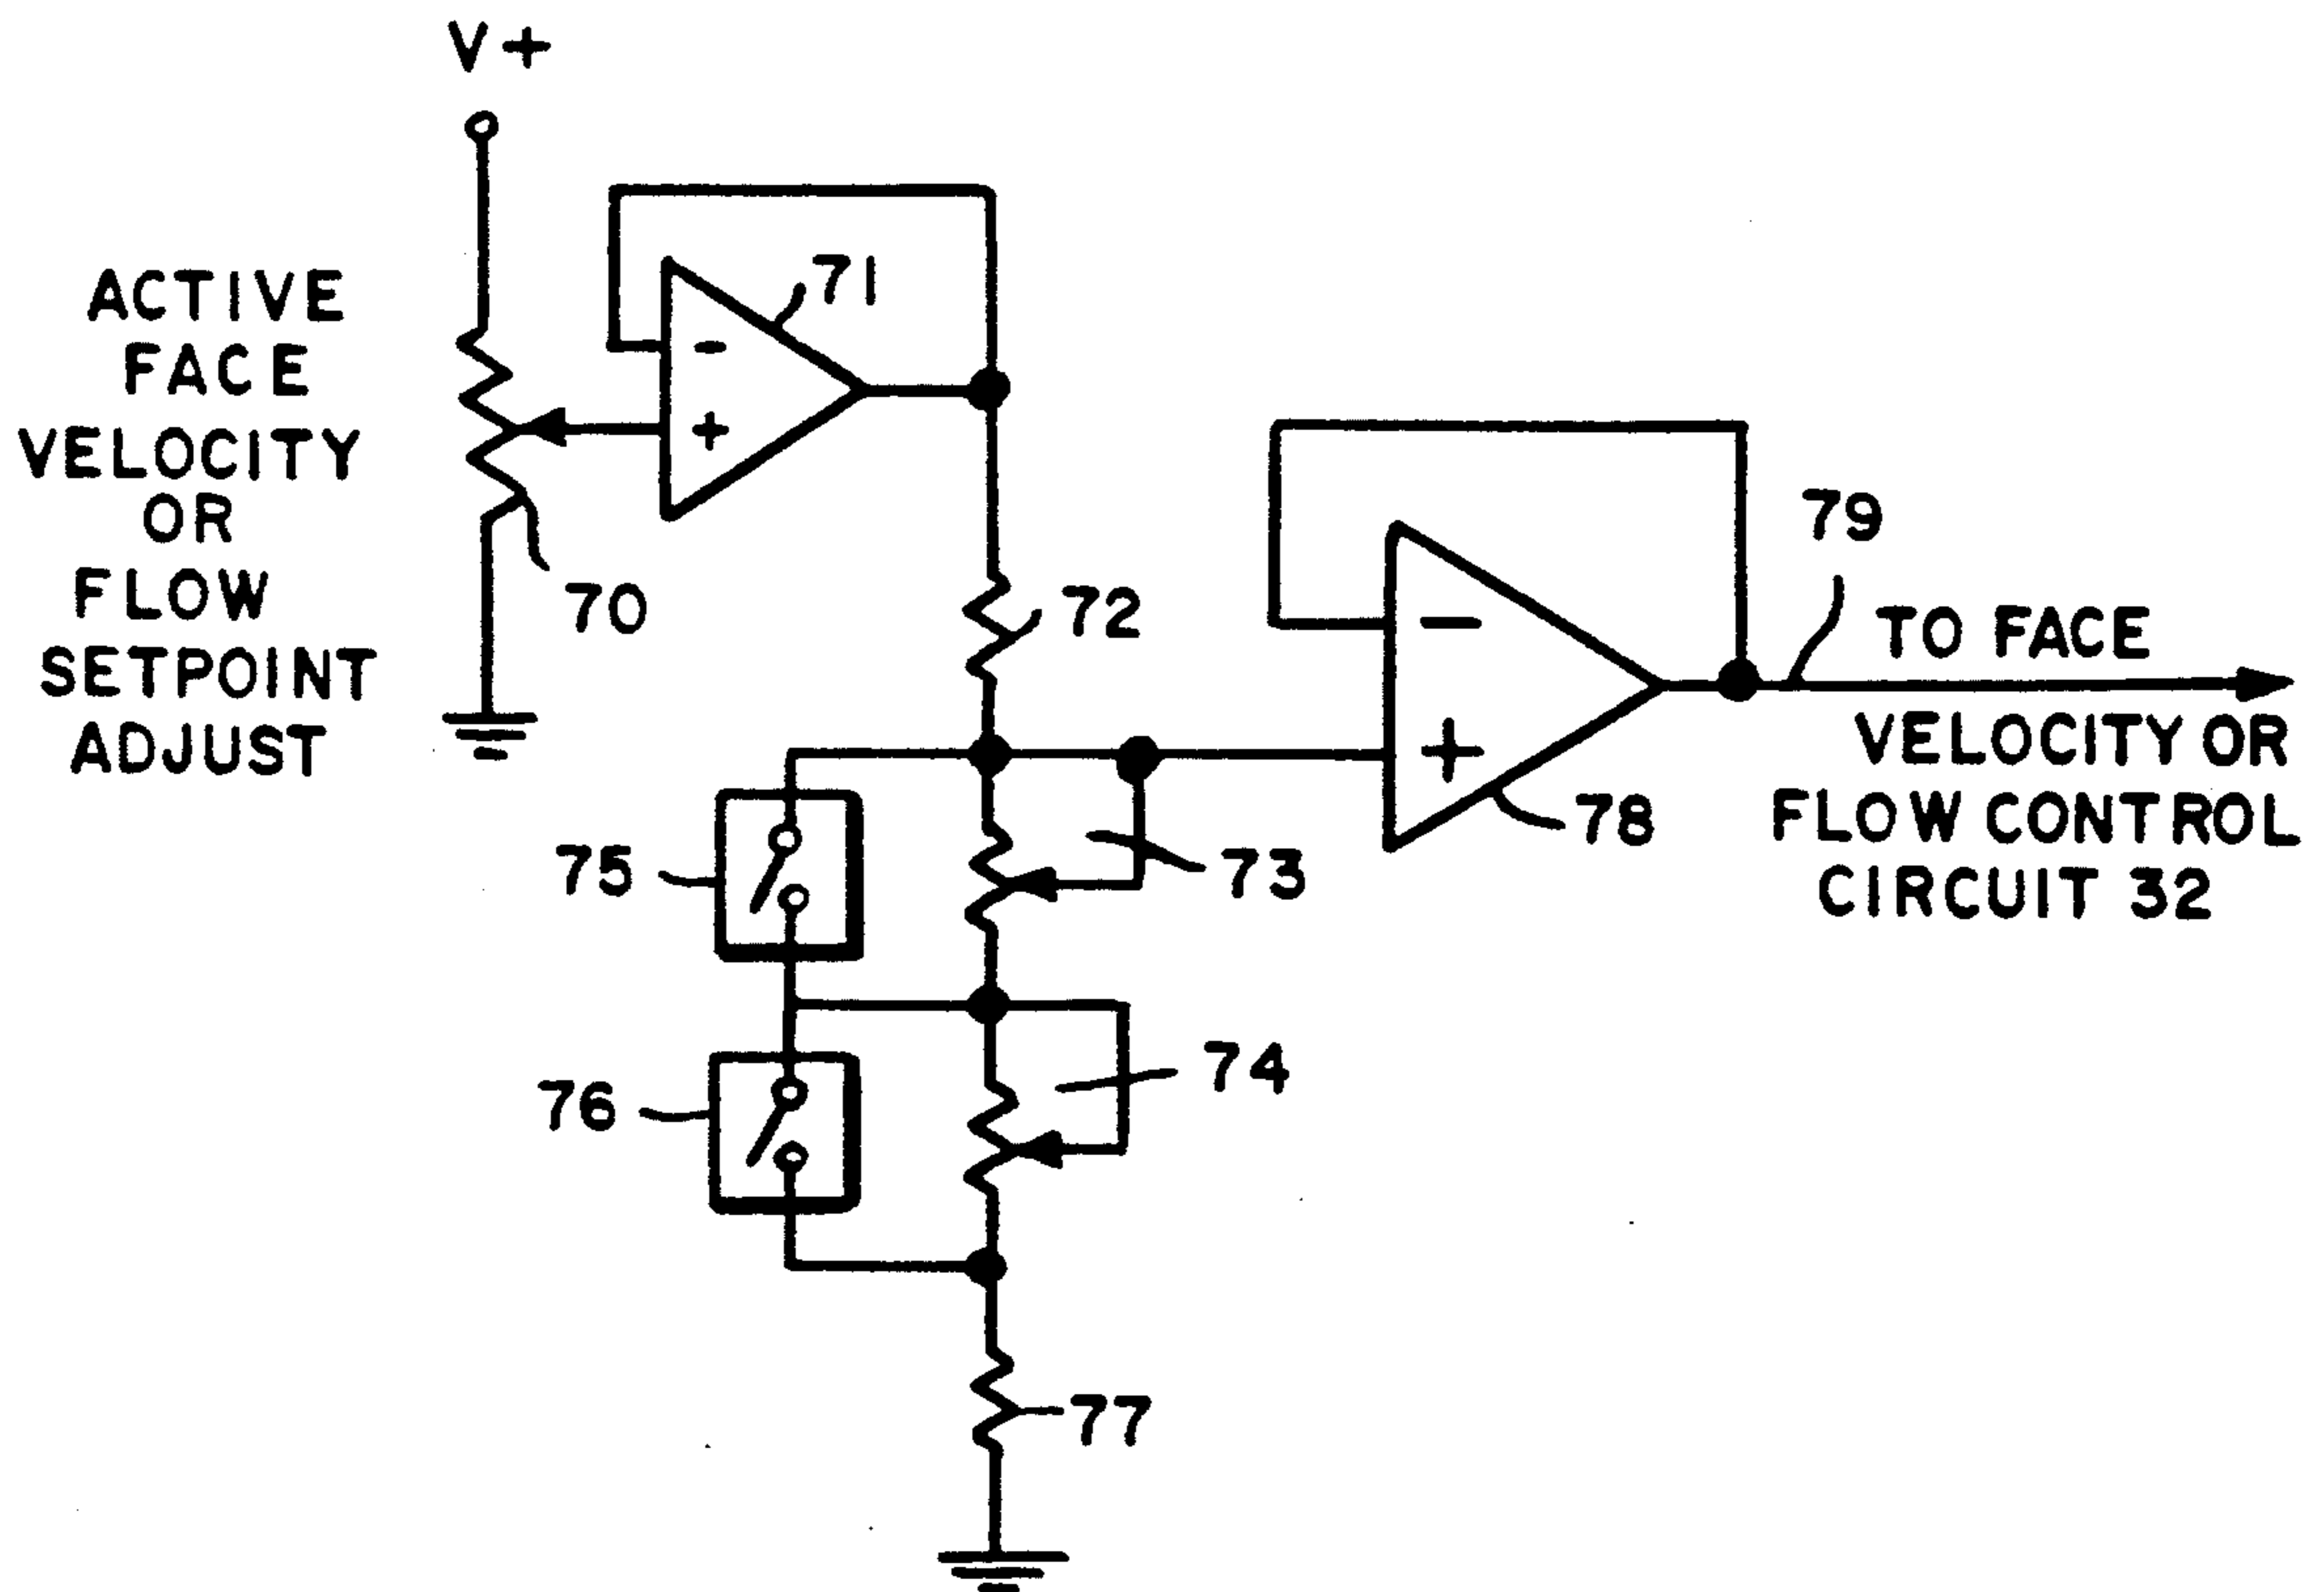 V+
ACTIVE
FACE
VELOCITY
OR
FLOW
SETPOINT
ADJUST
70
71
-
+
72
73
74
75
76
77
-
+
78
79
TO FACE
VELOCITY OR
FLOW CONTROL
CIRCUIT 32